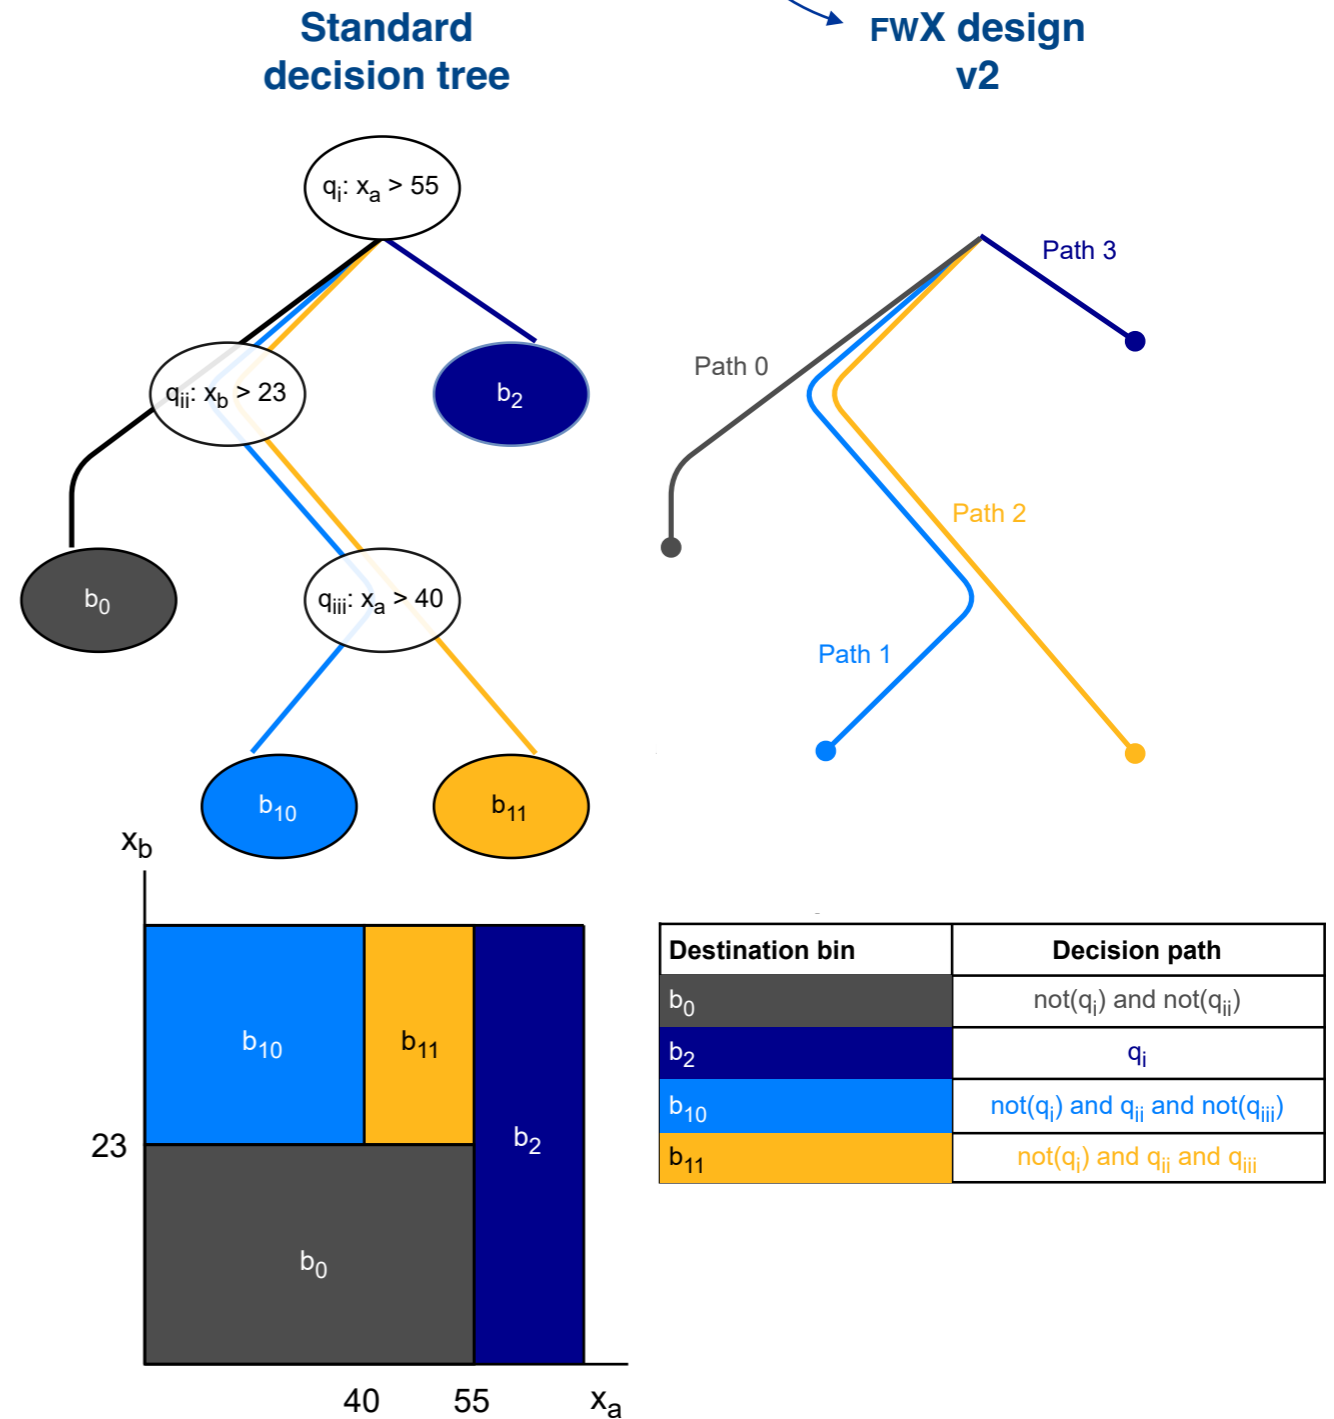 Standard
decision tree
FWX design
v2
qi: xa > 55
Path 3
Path 0
qii: xb > 23
b2
Path 2
b0
qiii: xa > 40
Path 1
b10
b11
xb
b10
b11
b2
23
b0
40
55
xa
Destination bin Decision path
b0 not(qi) and not(qii)
b2 qi
b10 not(qi) and qii and not(qiii)
b11 not(qi) and qii and qiii